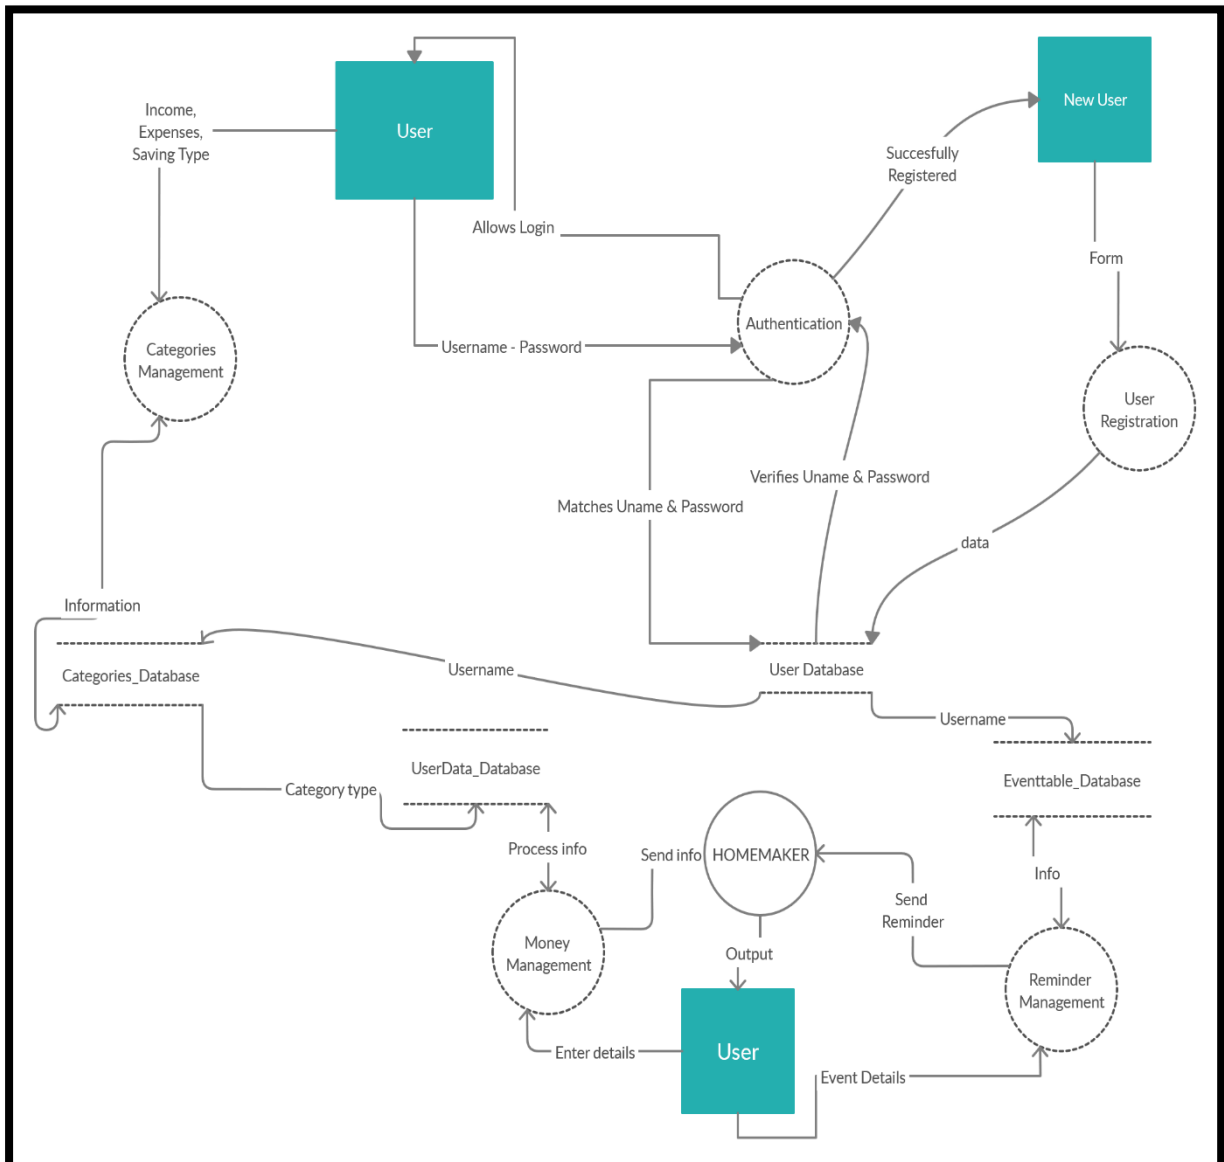 Income,
Expenses,
Saving Type
User
New User
Succesfully
Registered
Allows Login
Form
Authentication
Username - Password
Categories
Management
User
Registration
Verifies Uname & Password
Matches Uname & Password
data
Information
Categories_Database
Username
User Database
Username
UserData_Database
Eventtable_Database
Category type
Process info
Send info
HOMEMAKER
Info
Send
Reminder
Money
Management
Output
Reminder
Management
Enter details
User
Event Details